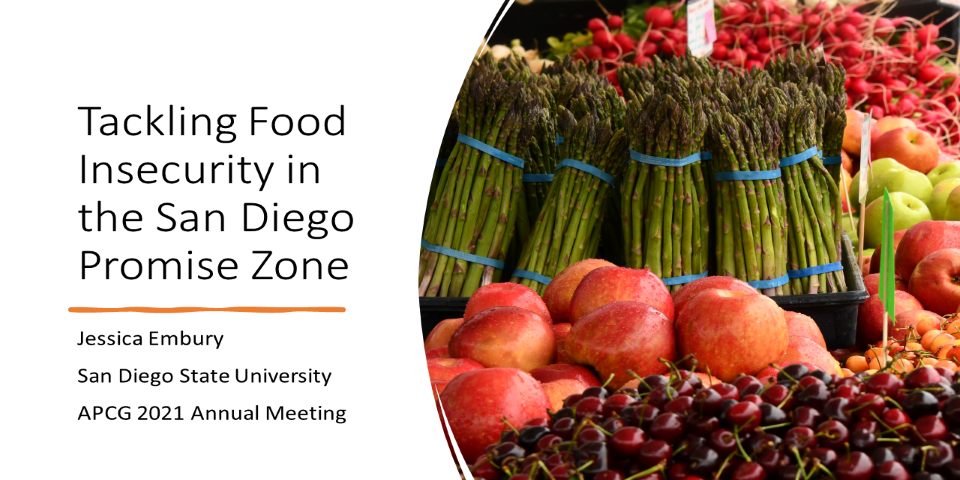 Tackling Food
Insecurity in
the San Diego
Promise Zone
Jessica Embury
San Diego State University
APCG 2021 Annual Meeting